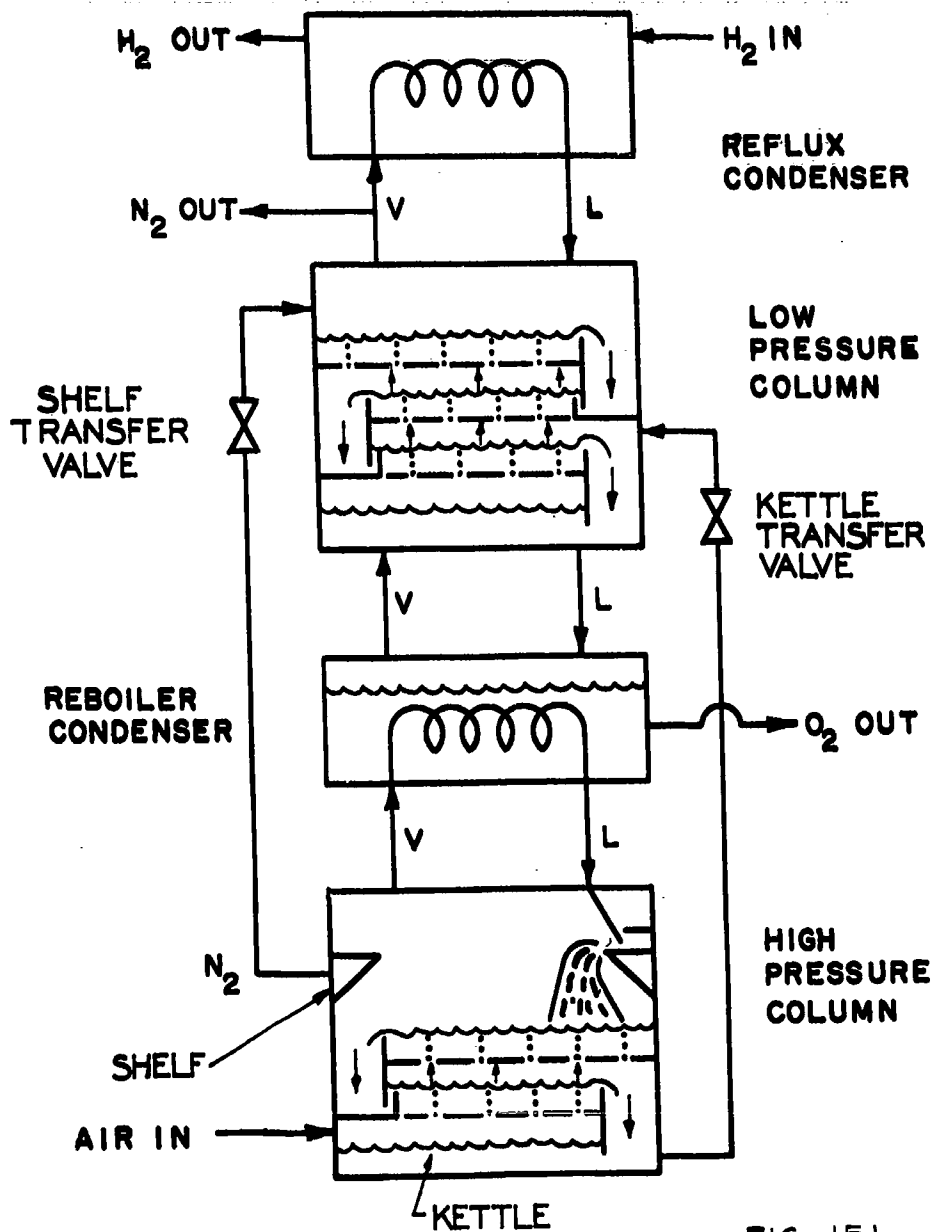 H2 OUT
H2 IN
REFLUX
CONDENSER
N2 OUT
V
L
LOW
PRESSURE
COLUMN
SHELF
TRANSFER
VALVE
KETTLE
TRANSFER
VALVE
V
L
REBOILER
CONDENSER
O2 OUT
V
L
N2
HIGH
PRESSURE
COLUMN
SHELF
AIR IN
KETTLE